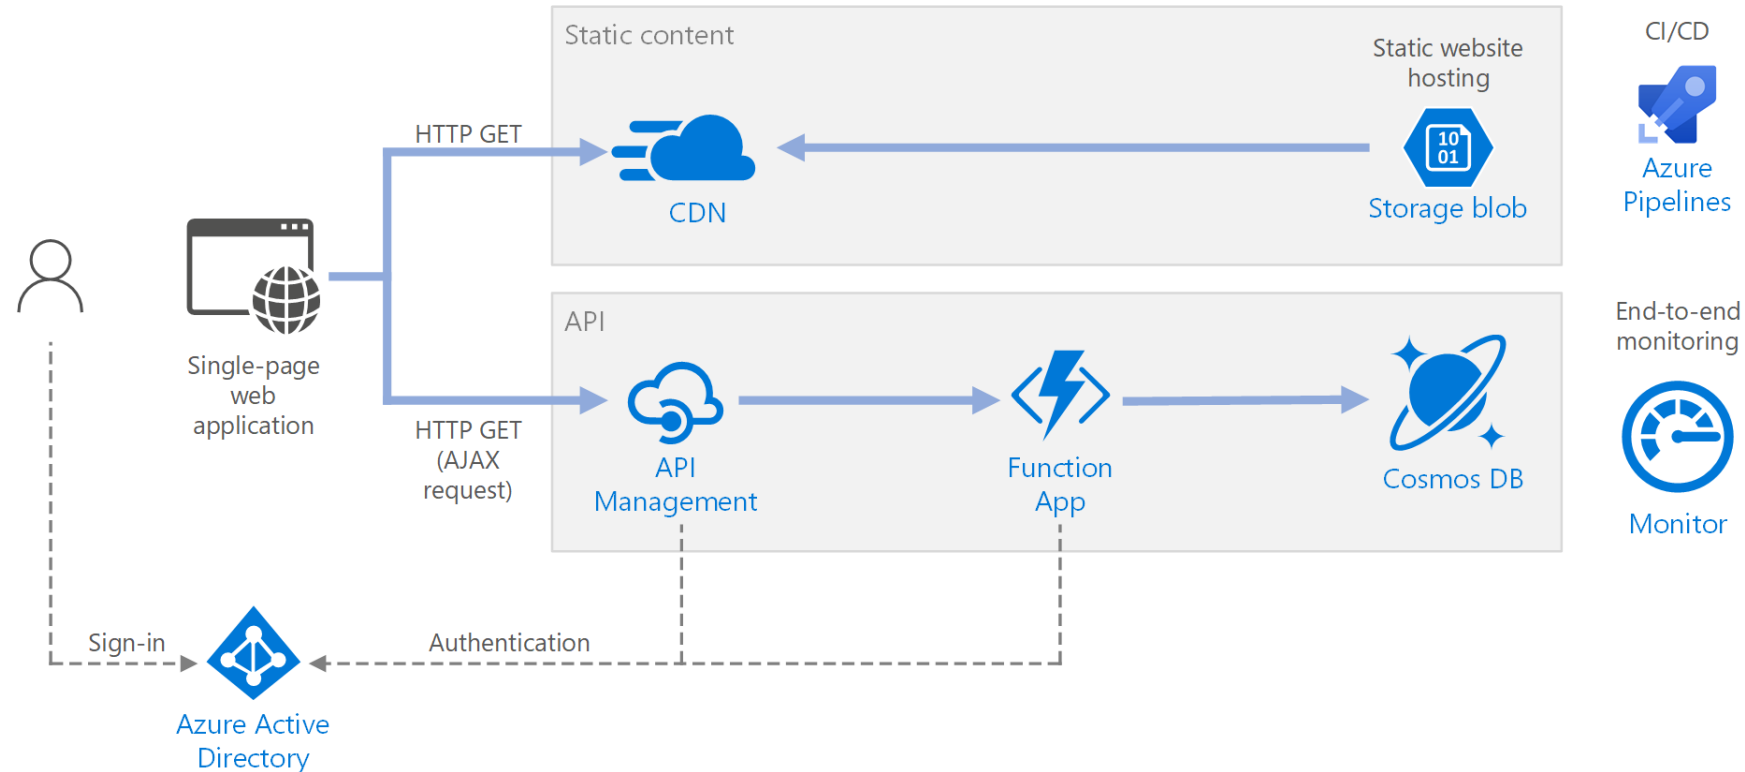 Static content
Static website
hosting
CI/CD
HTTP GET
CDN
Storage blob
Azure
Pipelines
Single-page
web
application
API
HTTP GET
(AJAX
request)
API
Management
Function
App
Cosmos DB
End-to-end
monitoring
Monitor
Sign-in
Authentication
Azure Active
Directory
10
01